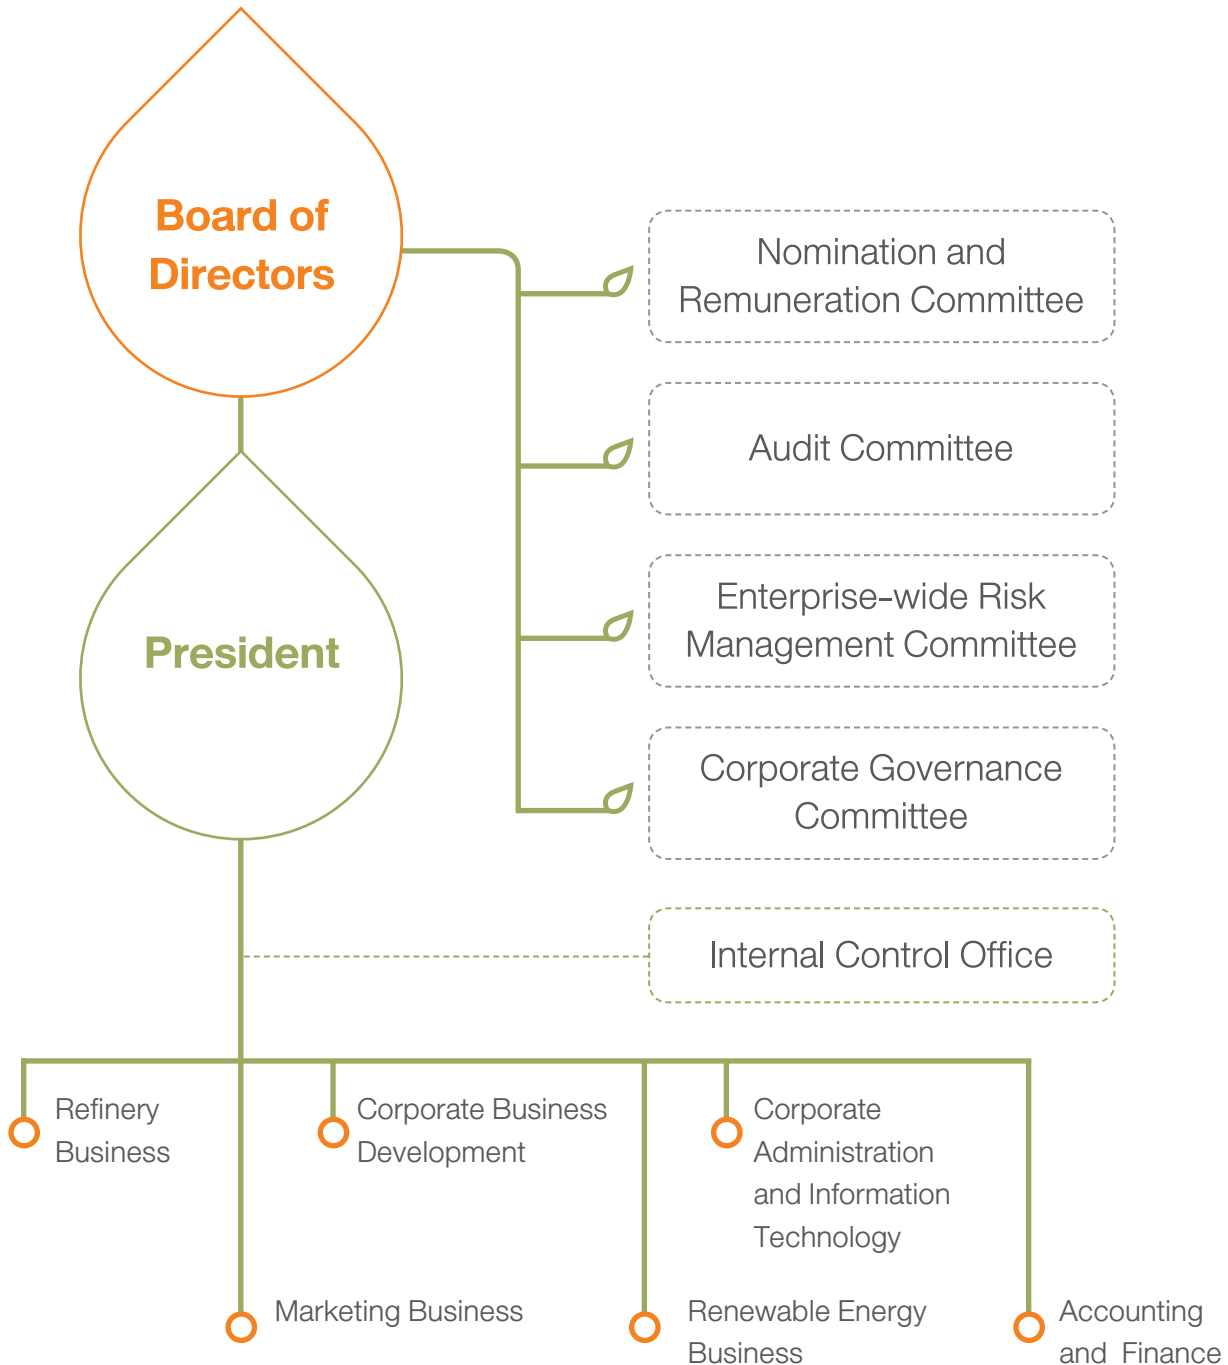 Board of
Directors
Nomination and
Remuneration Committee
Audit Committee
President
Enterprise-wide Risk
Management Committee
Corporate Governance
Committee
Internal Control Office
Refinery
Business
Corporate Business
Development
Corporate
Administration
and Information
Technology
Marketing Business
Renewable Energy
Business
Accounting
and Finance